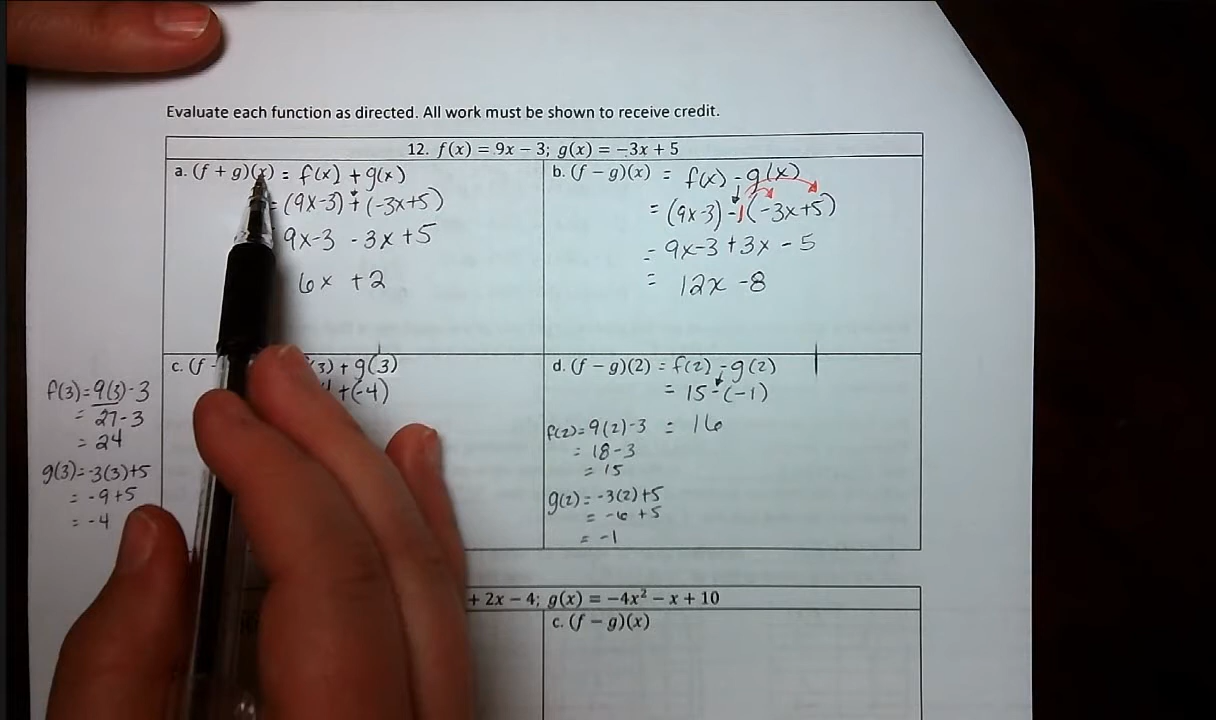 Evaluate each function as directed. All work must be shown to receive credit.
12. f(x) = 9x − 3; g(x) = −3x + 5
a. (f + g)(x) = f(x) + g(x)
= (9x-3) + (-3x+5)
9x-3 - 3x +5
6x + 2
b. (f − g)(x) = f(x) - g(x)
= (9x-3) -1(-3x+5)
= 9x-3 +3x - 5
= 12x -8
c. (f - (3) + g(3)
+(-4)
f(3) = 9(3)-3
= 27-3
= 24
g(3) = -3(3)+5
= -9+5
= -4
d. (f − g)(2) = f(2) - g(2)
= 15 - (-1)
= 16
f(2) = 9(2)-3
= 18-3
= 15
g(2) = -3(2)+5
= -6 +5
= -1
+ 2x − 4; g(x) = −4x² − x + 10
c. (f − g)(x)